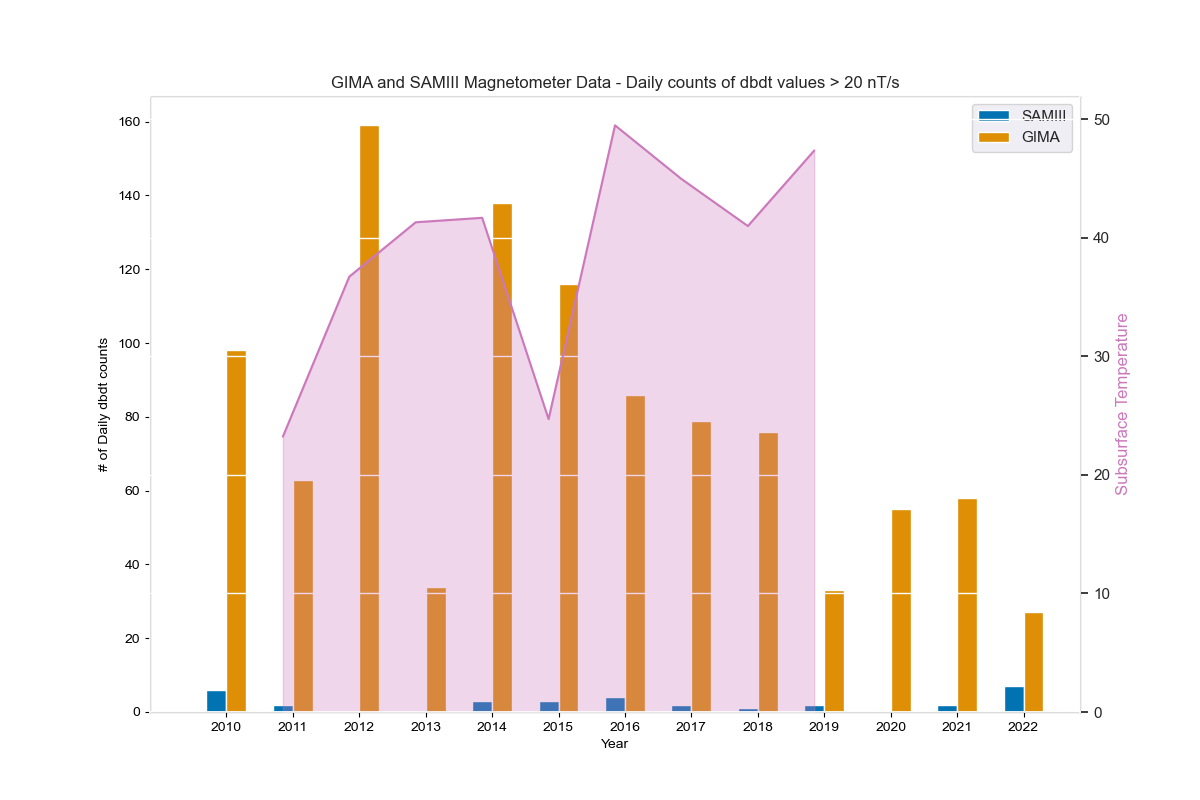 GIMA and SAMIII Magnetometer Data - Daily counts of dbdt values > 20 nT/s
SAMIII
GIMA
160
140
120
100
80
60
40
20
0
# of Daily dbdt counts
50
40
30
20
10
0
Subsurface Temperature
2010 2011 2012 2013 2014 2015 2016 2017 2018 2019 2020 2021 2022
Year